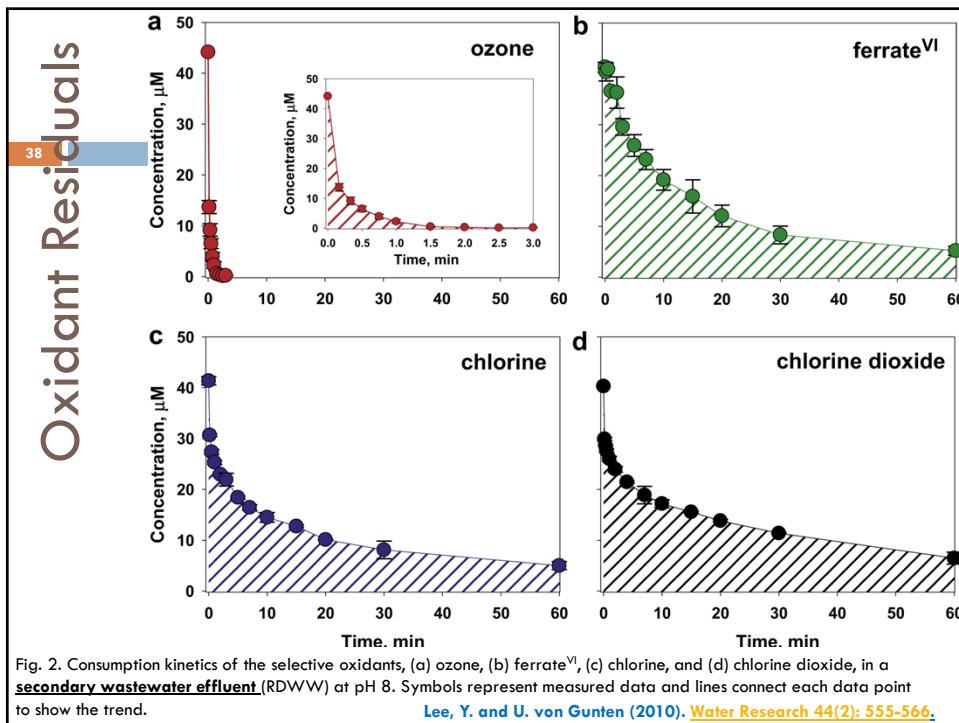 Oxidant Residuals
38
a
ozone
Concentration, µM
50
40
30
20
10
0
Concentration, µM
50
40
30
20
10
0
0.0 0.5 1.0 1.5 2.0 2.5 3.0
Time, min
0 10 20 30 40 50 60
b
ferrateVI
0 10 20 30 40 50 60
c
chlorine
Concentration, µM
50
40
30
20
10
0
0 10 20 30 40 50 60
Time, min
d
chlorine dioxide
0 10 20 30 40 50 60
Time, min
Fig. 2. Consumption kinetics of the selective oxidants, (a) ozone, (b) ferrateVI, (c) chlorine, and (d) chlorine dioxide, in a
secondary wastewater effluent (RDWW) at pH 8. Symbols represent measured data and lines connect each data point
to show the trend.
Lee, Y. and U. von Gunten (2010). Water Research 44(2): 555-566.